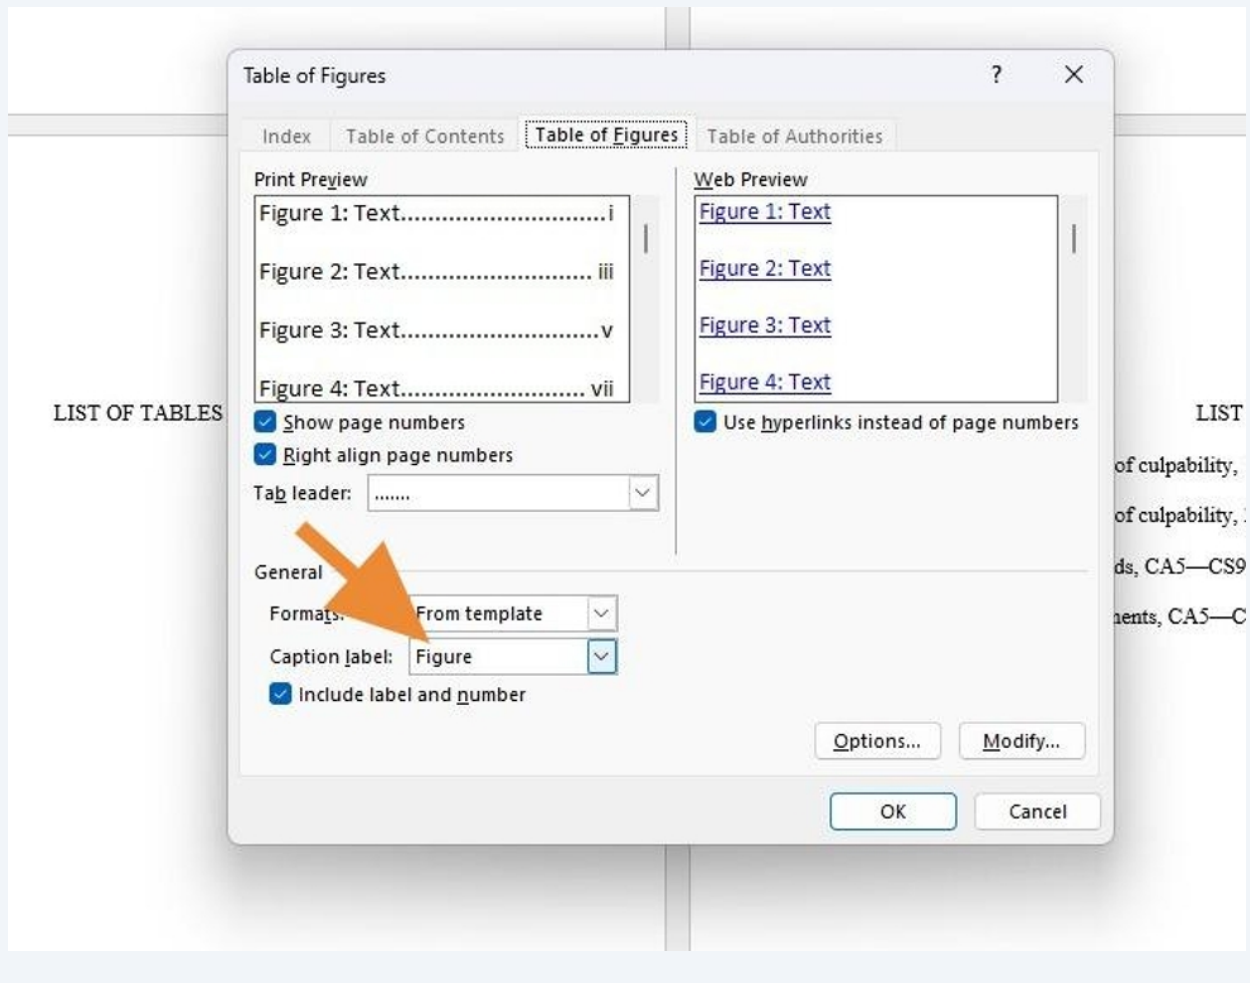 Table of Figures ?
Index Table of Contents Table of Figures Table of Authorities
Print Preview
Figure 1: Text.............................i
Figure 2: Text........................... iii
Figure 3: Text............................v
Figure 4: Text.......................... vii
Show page numbers
Right align page numbers
Tab leader: .......
Web Preview
Figure 1: Text
Figure 2: Text
Figure 3: Text
Figure 4: Text
Use hyperlinks instead of page numbers
General
Formats: From template
Caption label: Figure
Include label and number
Options... Modify...
OK Cancel
LIST OF TABLES
LIST
of culpability,
of culpability,
ds, CA5—CS9
ents, CA5—C